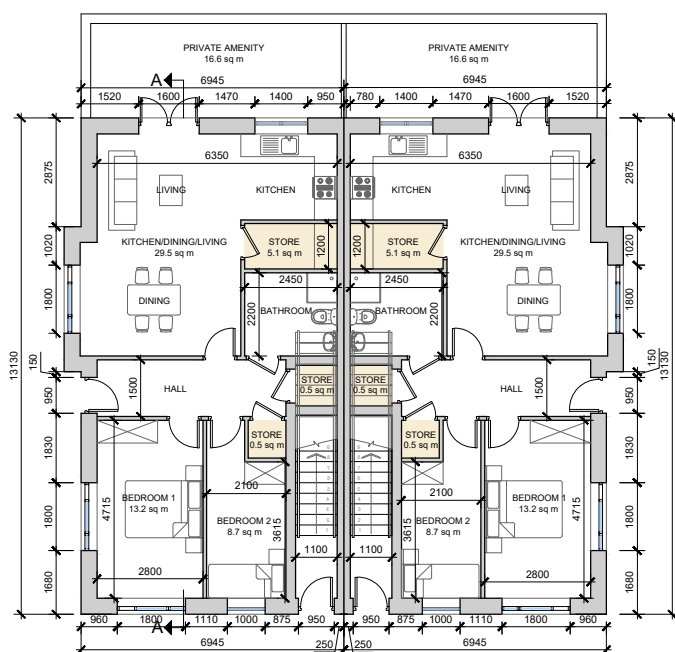 PRIVATE AMENITY
16.6 sq m
PRIVATE AMENITY
16.6 sq m
A
6945
6945
1520
1600
1470
1400
950
780
1400
1470
1600
1520
6350
6350
2875
2875
LIVING
KITCHEN
KITCHEN
LIVING
KITCHEN/DINING/LIVING
29.5 sq m
STORE
5.1 sq m
1200
1200
STORE
5.1 sq m
KITCHEN/DINING/LIVING
29.5 sq m
1020
1020
2450
2450
1800
1800
DINING
BATHROOM
BATHROOM
DINING
2200
2200
13130
13130
150
150
HALL
1500
STORE
0.5 sq m
STORE
0.5 sq m
1500
HALL
950
950
1830
1830
STORE
0.5 sq m
STORE
0.5 sq m
BEDROOM 1
13.2 sq m
4715
2100
2100
4715
BEDROOM 1
13.2 sq m
1800
1800
BEDROOM 2
8.7 sq m
3615
3615
BEDROOM 2
8.7 sq m
1100
1100
2800
2800
1680
1680
960
1800
1110
1000
875
950
950
875
1000
1110
1800
960
A
6945
250
250
6945